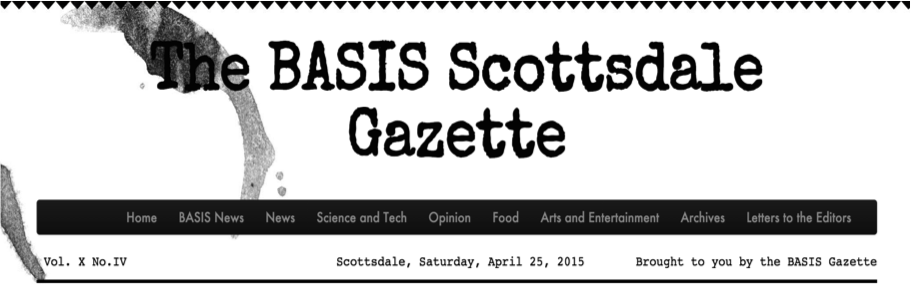 The BASIS Scottsdale
Gazette
Home BASIS News News Science and Tech Opinion Food Arts and Entertainment Archives Letters to the Editors
Vol. X No.IV Scottsdale, Saturday, April 25, 2015 Brought to you by the BASIS Gazette